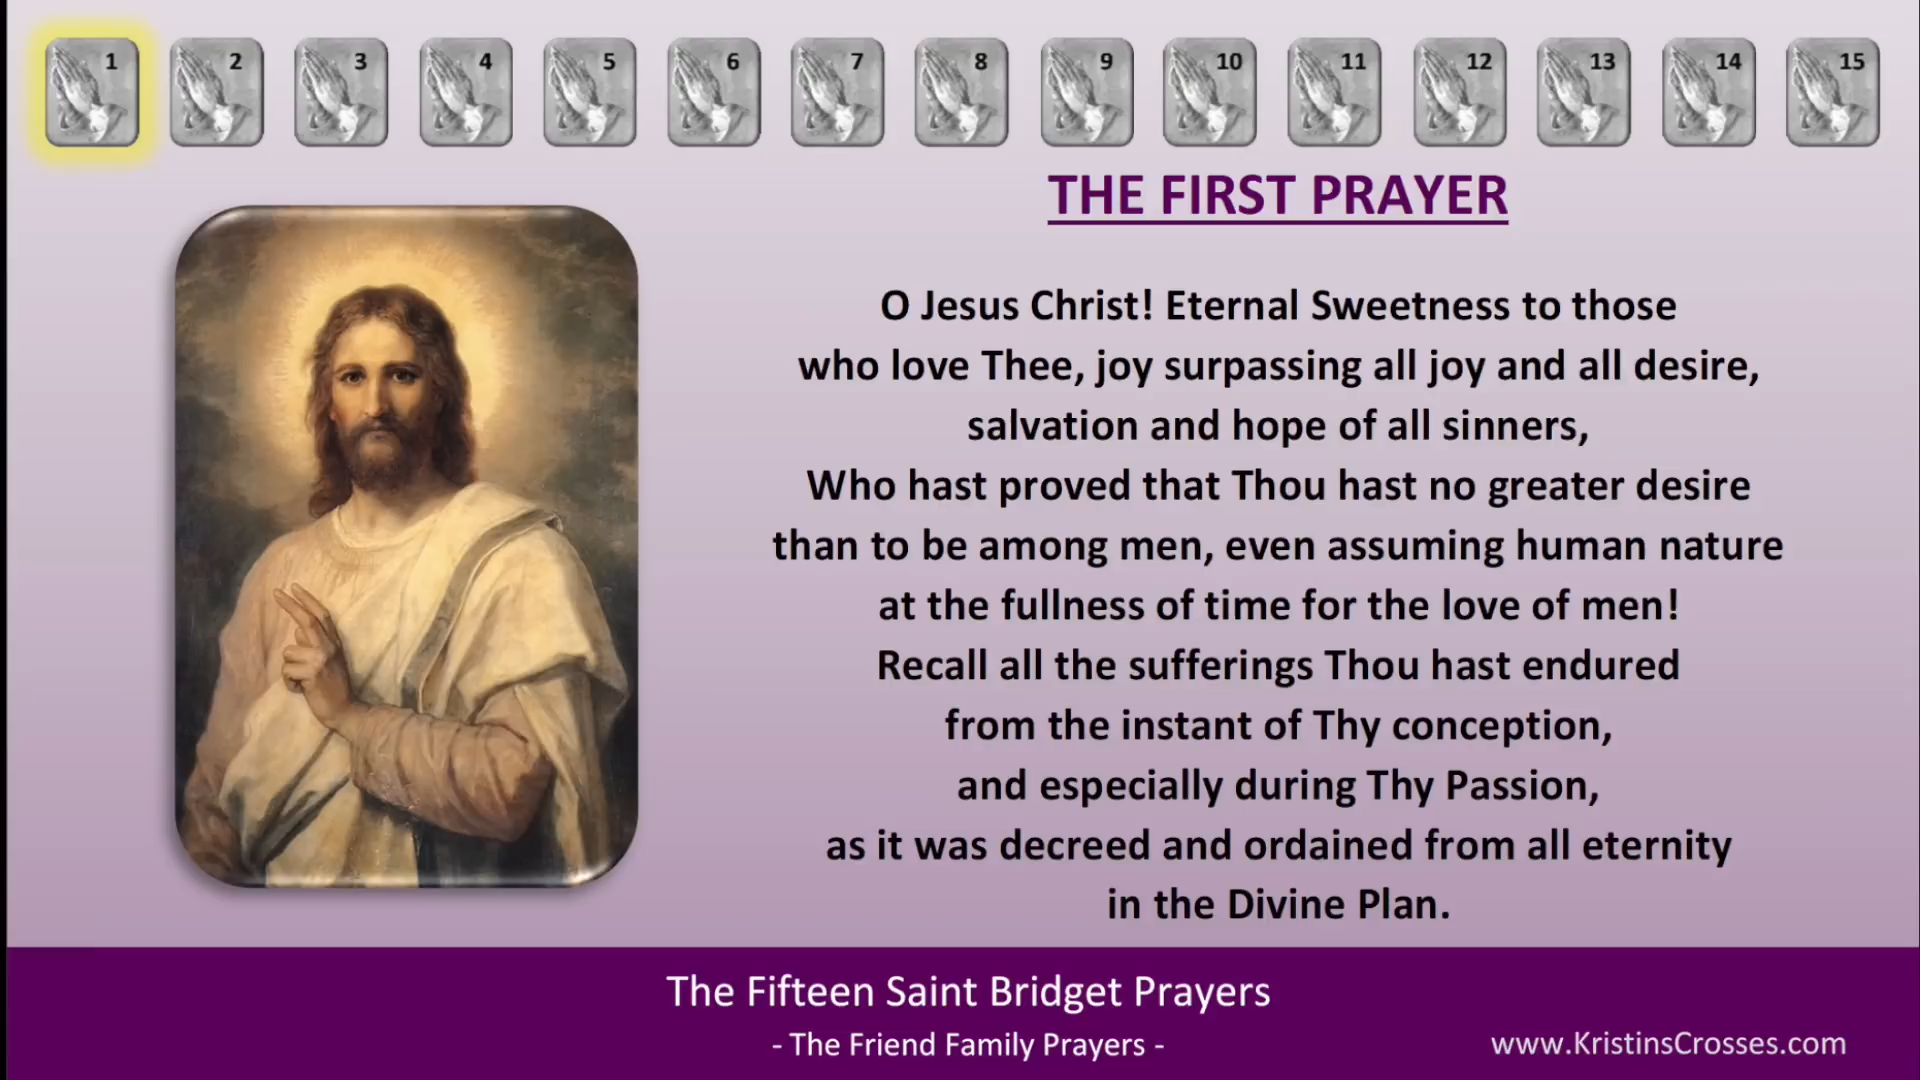 1 2 3 4 5 6 7 8 9 10 11 12 13 14 15
THE FIRST PRAYER
O Jesus Christ! Eternal Sweetness to those
who love Thee, joy surpassing all joy and all desire,
salvation and hope of all sinners,
Who hast proved that Thou hast no greater desire
than to be among men, even assuming human nature
at the fullness of time for the love of men!
Recall all the sufferings Thou hast endured
from the instant of Thy conception,
and especially during Thy Passion,
as it was decreed and ordained from all eternity
in the Divine Plan.
The Fifteen Saint Bridget Prayers
- The Friend Family Prayers -
www.KristinsCrosses.com